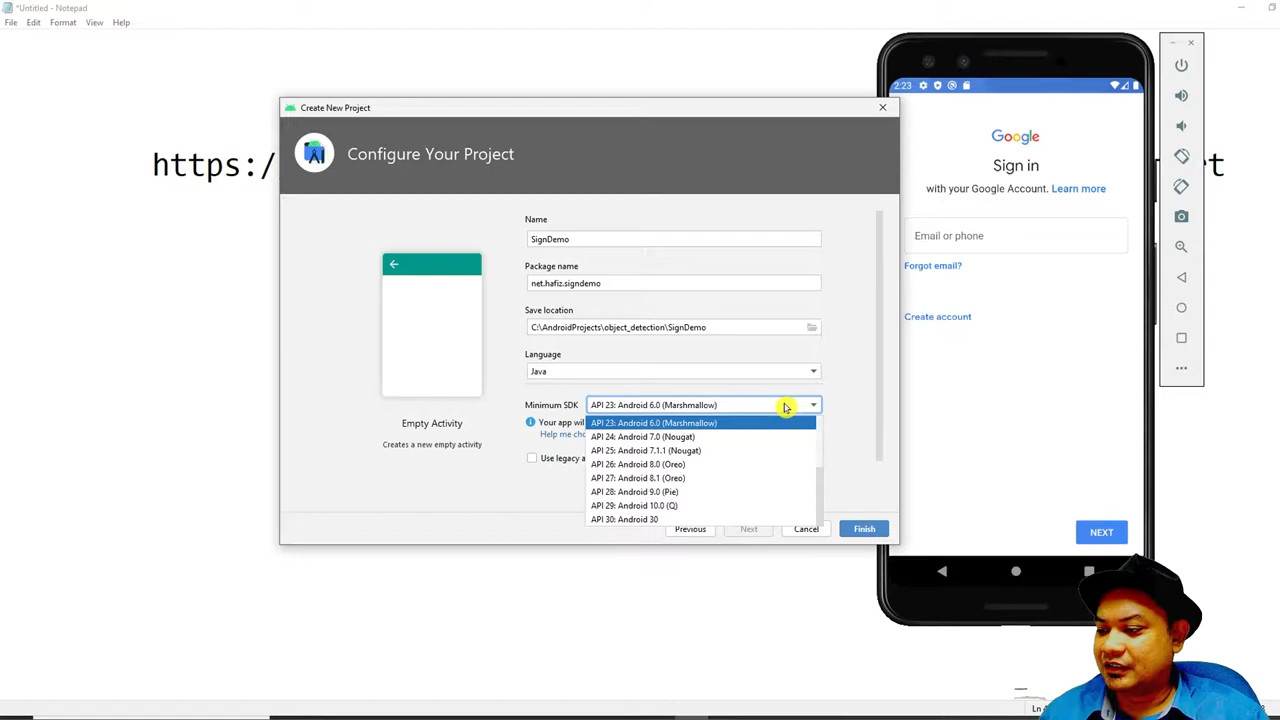 *Untitled - Notepad
File Edit Format View Help
2:23
Create New Project
Configure Your Project
https:/
t
Google
Sign in
with your Google Account. Learn more
Email or phone
Forgot email?
Create account
NEXT
Name
SignDemo
Package name
net.hafiz.signdemo
Save location
C:\AndroidProjects\object_detection\SignDemo
Language
Java
Minimum SDK API 23: Android 6.0 (Marshmallow)
Your app wil
Help me cho
Use legacy a
API 23: Android 6.0 (Marshmallow)
API 24: Android 7.0 (Nougat)
API 25: Android 7.1.1 (Nougat)
API 26: Android 8.0 (Oreo)
API 27: Android 8.1 (Oreo)
API 28: Android 9.0 (Pie)
API 29: Android 10.0 (Q)
API 30: Android 30
Empty Activity
Creates a new empty activity
Previous Next Cancel Finish